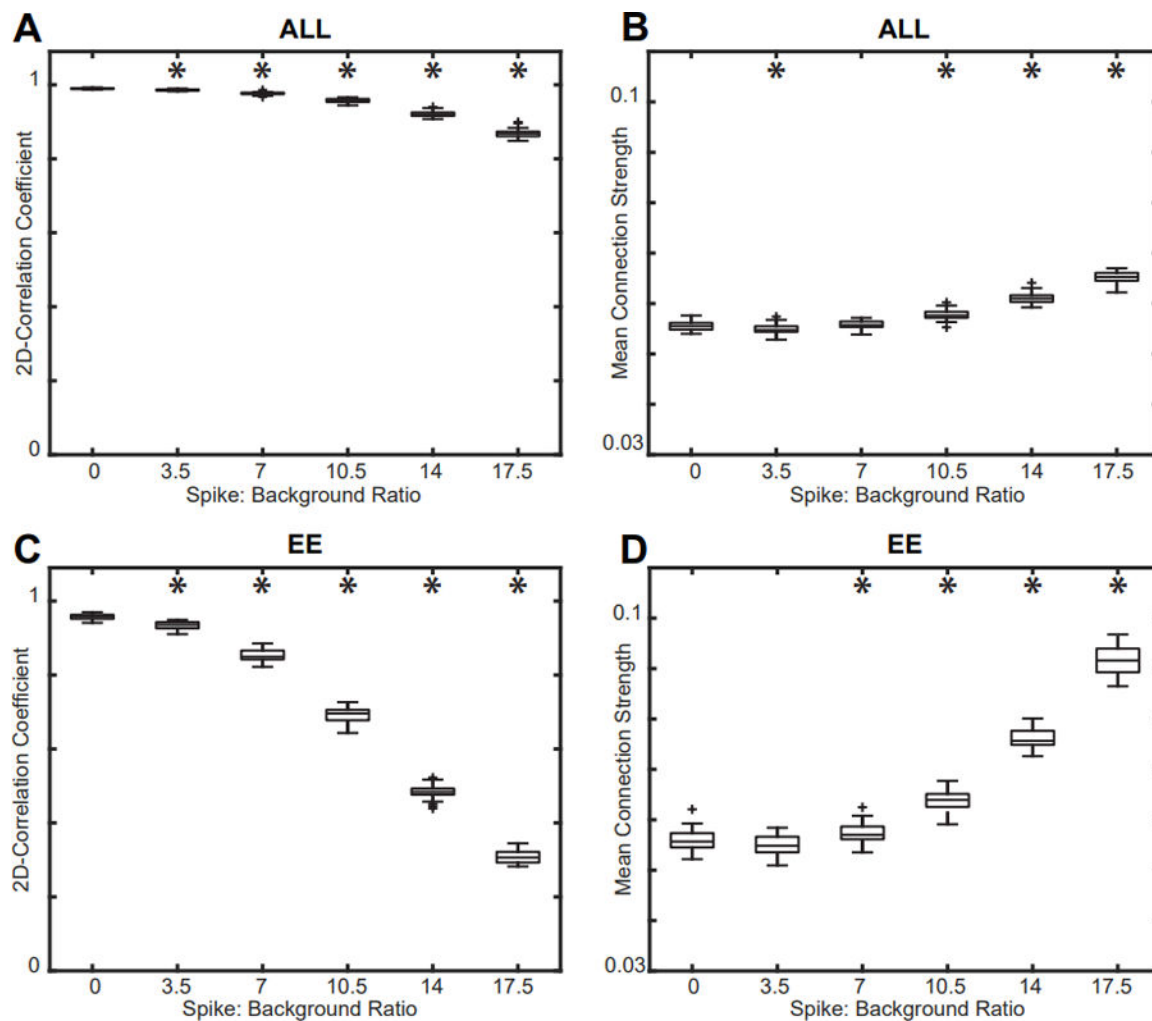 A
ALL
* * * * *
1
0
2D-Correlation Coefficient
0 3.5 7 10.5 14 17.5
Spike: Background Ratio
B
ALL
* * * *
0.1
0.03
Mean Connection Strength
0 3.5 7 10.5 14 17.5
Spike: Background Ratio
C
EE
* * * * *
1
0
2D-Correlation Coefficient
0 3.5 7 10.5 14 17.5
Spike: Background Ratio
D
EE
* * * *
0.1
0.03
Mean Connection Strength
0 3.5 7 10.5 14 17.5
Spike: Background Ratio